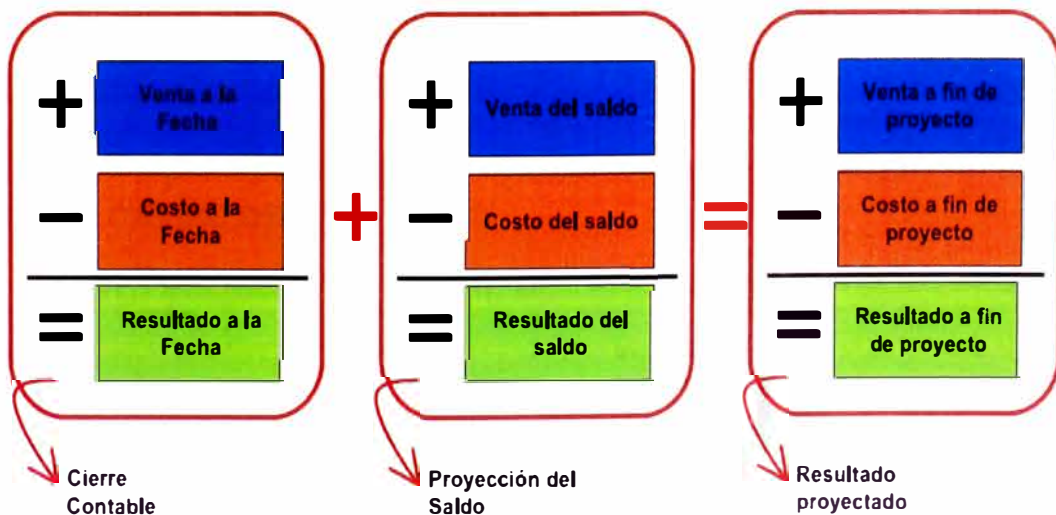 + Venta a la
Fecha
− Costo a la
Fecha
= Resultado a la
Fecha
Cierre
Contable
+
+ Venta del saldo
− Costo del saldo
= Resultado del
saldo
Proyección del
Saldo
=
+ Venta a fin de
proyecto
− Costo a fin de
proyecto
= Resultado a fin
de proyecto
Resultado
proyectado